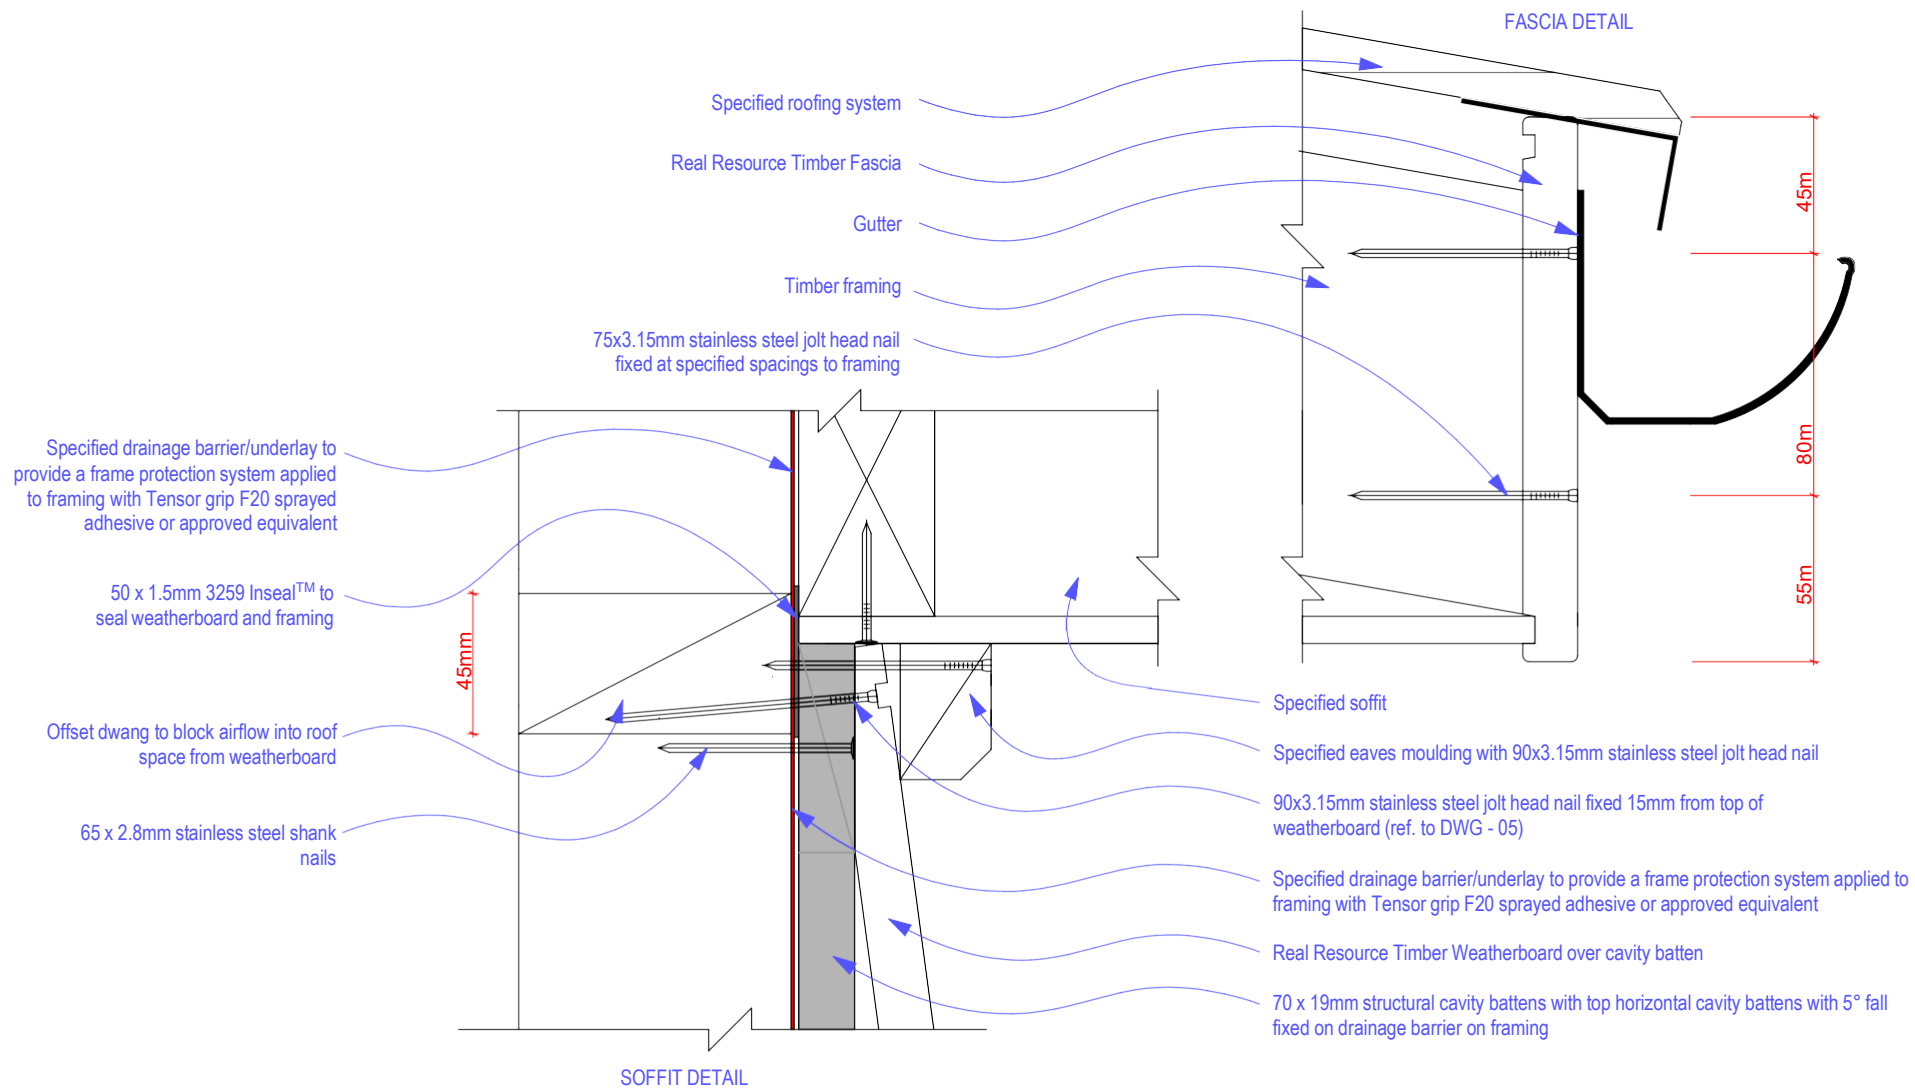 FASCIA DETAIL
Specified roofing system
Real Resource Timber Fascia
Gutter
Timber framing
75x3.15mm stainless steel jolt head nail
fixed at specified spacings to framing
45m
80m
55m
Specified drainage barrier/underlay to
provide a frame protection system applied
to framing with Tensor grip F20 sprayed
adhesive or approved equivalent
50 x 1.5mm 3259 Inseal™ to
seal weatherboard and framing
45mm
Offset dwang to block airflow into roof
space from weatherboard
65 x 2.8mm stainless steel shank
nails
Specified soffit
Specified eaves moulding with 90x3.15mm stainless steel jolt head nail
90x3.15mm stainless steel jolt head nail fixed 15mm from top of
weatherboard (ref. to DWG - 05)
Specified drainage barrier/underlay to provide a frame protection system applied to
framing with Tensor grip F20 sprayed adhesive or approved equivalent
Real Resource Timber Weatherboard over cavity batten
70 x 19mm structural cavity battens with top horizontal cavity battens with 5° fall
fixed on drainage barrier on framing
SOFFIT DETAIL